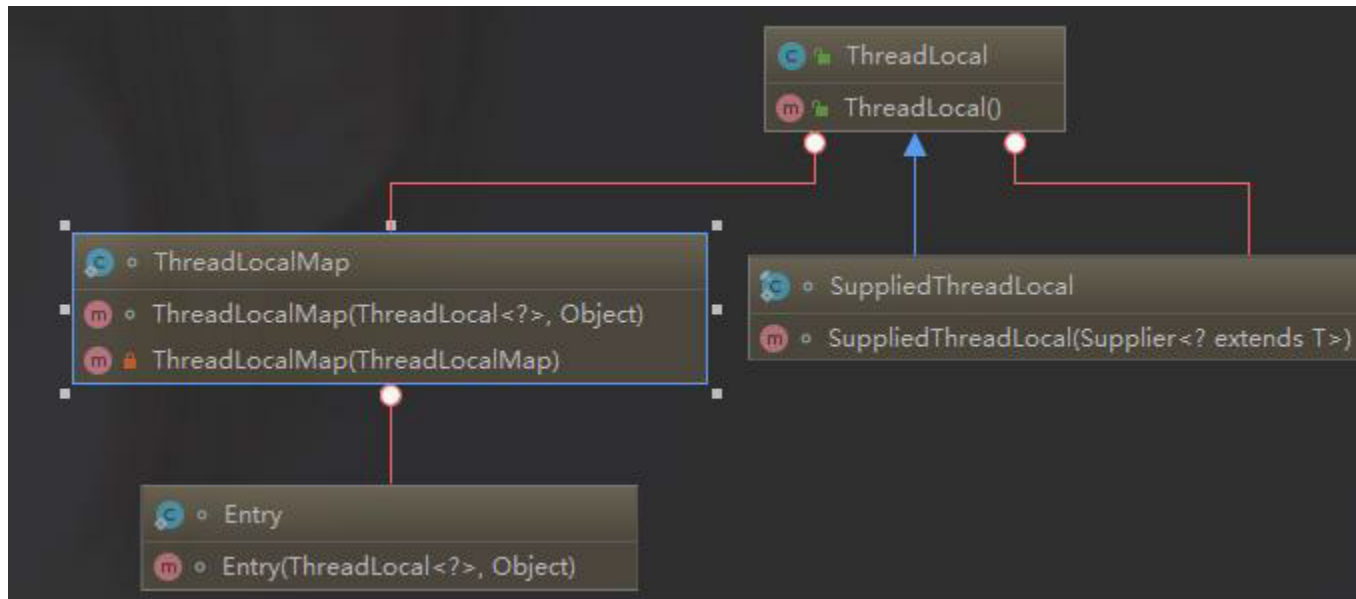 ThreadLocal
ThreadLocal()
ThreadLocalMap
ThreadLocalMap(ThreadLocal<?>, Object)
ThreadLocalMap(ThreadLocalMap)
SuppliedThreadLocal
SuppliedThreadLocal(Supplier<? extends T>)
Entry
Entry(ThreadLocal<?>, Object)